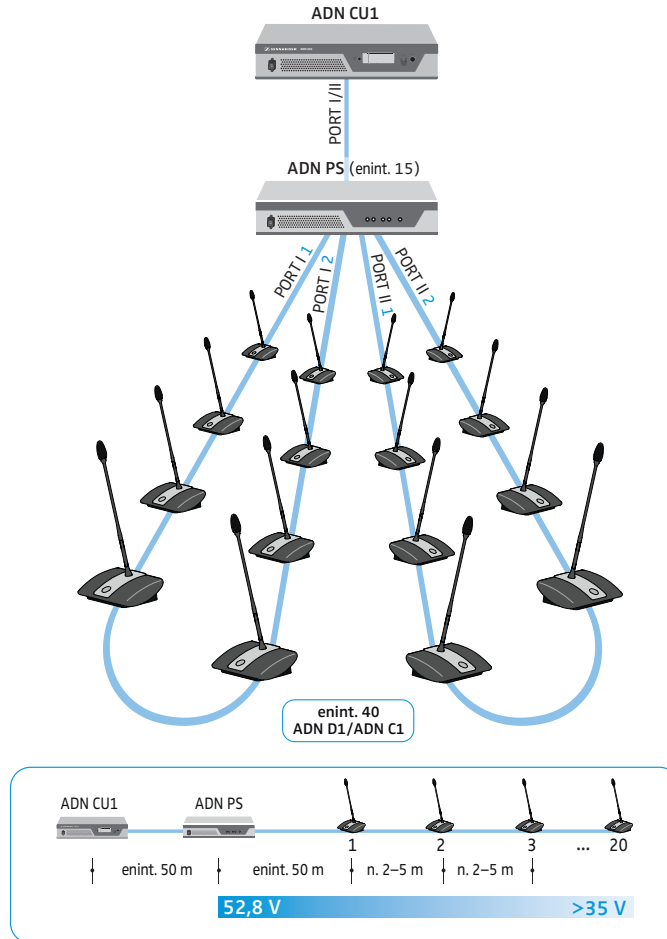 ADN CU1
SENNHEISER
PORT I/II
ADN PS (enint. 15)
PORT I 1
PORT I 2
PORT II 1
PORT II 2
enint. 40
ADN D1/ADN C1
ADN CU1
ADN PS
1
2
3
...
20
enint. 50 m
enint. 50 m
n. 2–5 m
n. 2–5 m
52,8 V
>35 V